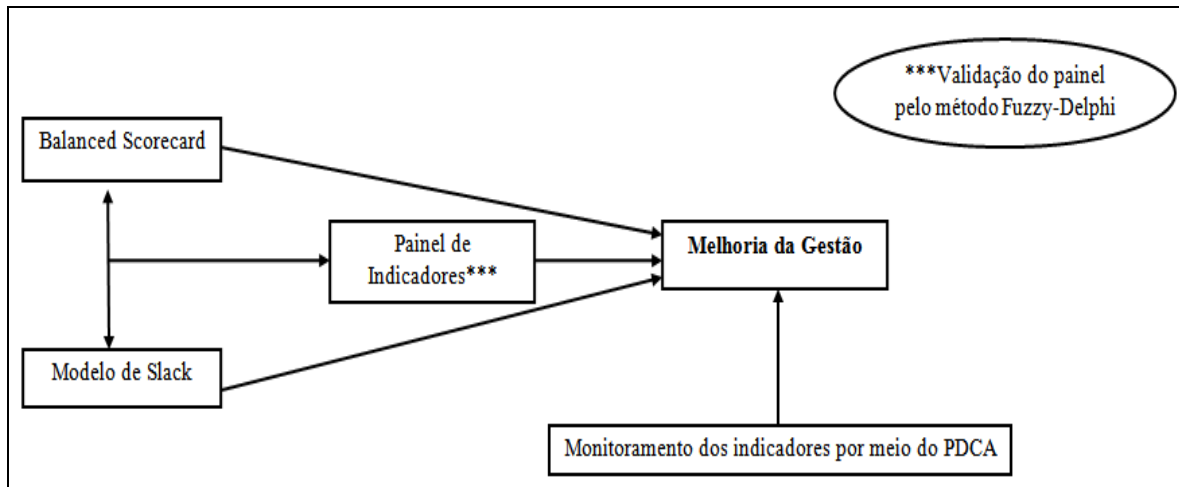 ***Validação do painel
pelo método Fuzzy-Delphi
Balanced Scorecard
Painel de
Indicadores***
Melhoria da Gestão
Modelo de Slack
Monitoramento dos indicadores por meio do PDCA